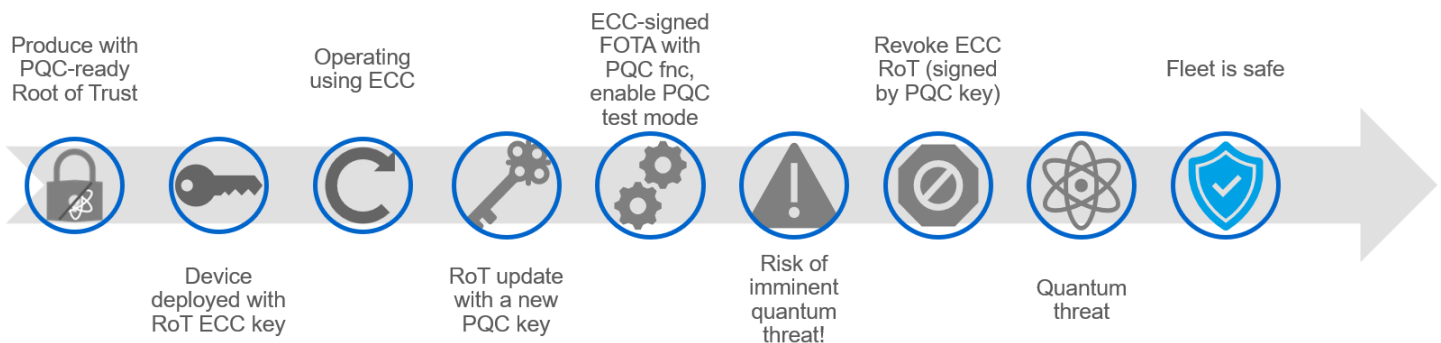 Produce with
PQC-ready
Root of Trust
Device
deployed with
RoT ECC key
Operating
using ECC
RoT update
with a new
PQC key
ECC-signed
FOTA with
PQC fnc,
enable PQC
test mode
Risk of
imminent
quantum
threat!
Revoke ECC
RoT (signed
by PQC key)
Quantum
threat
Fleet is safe